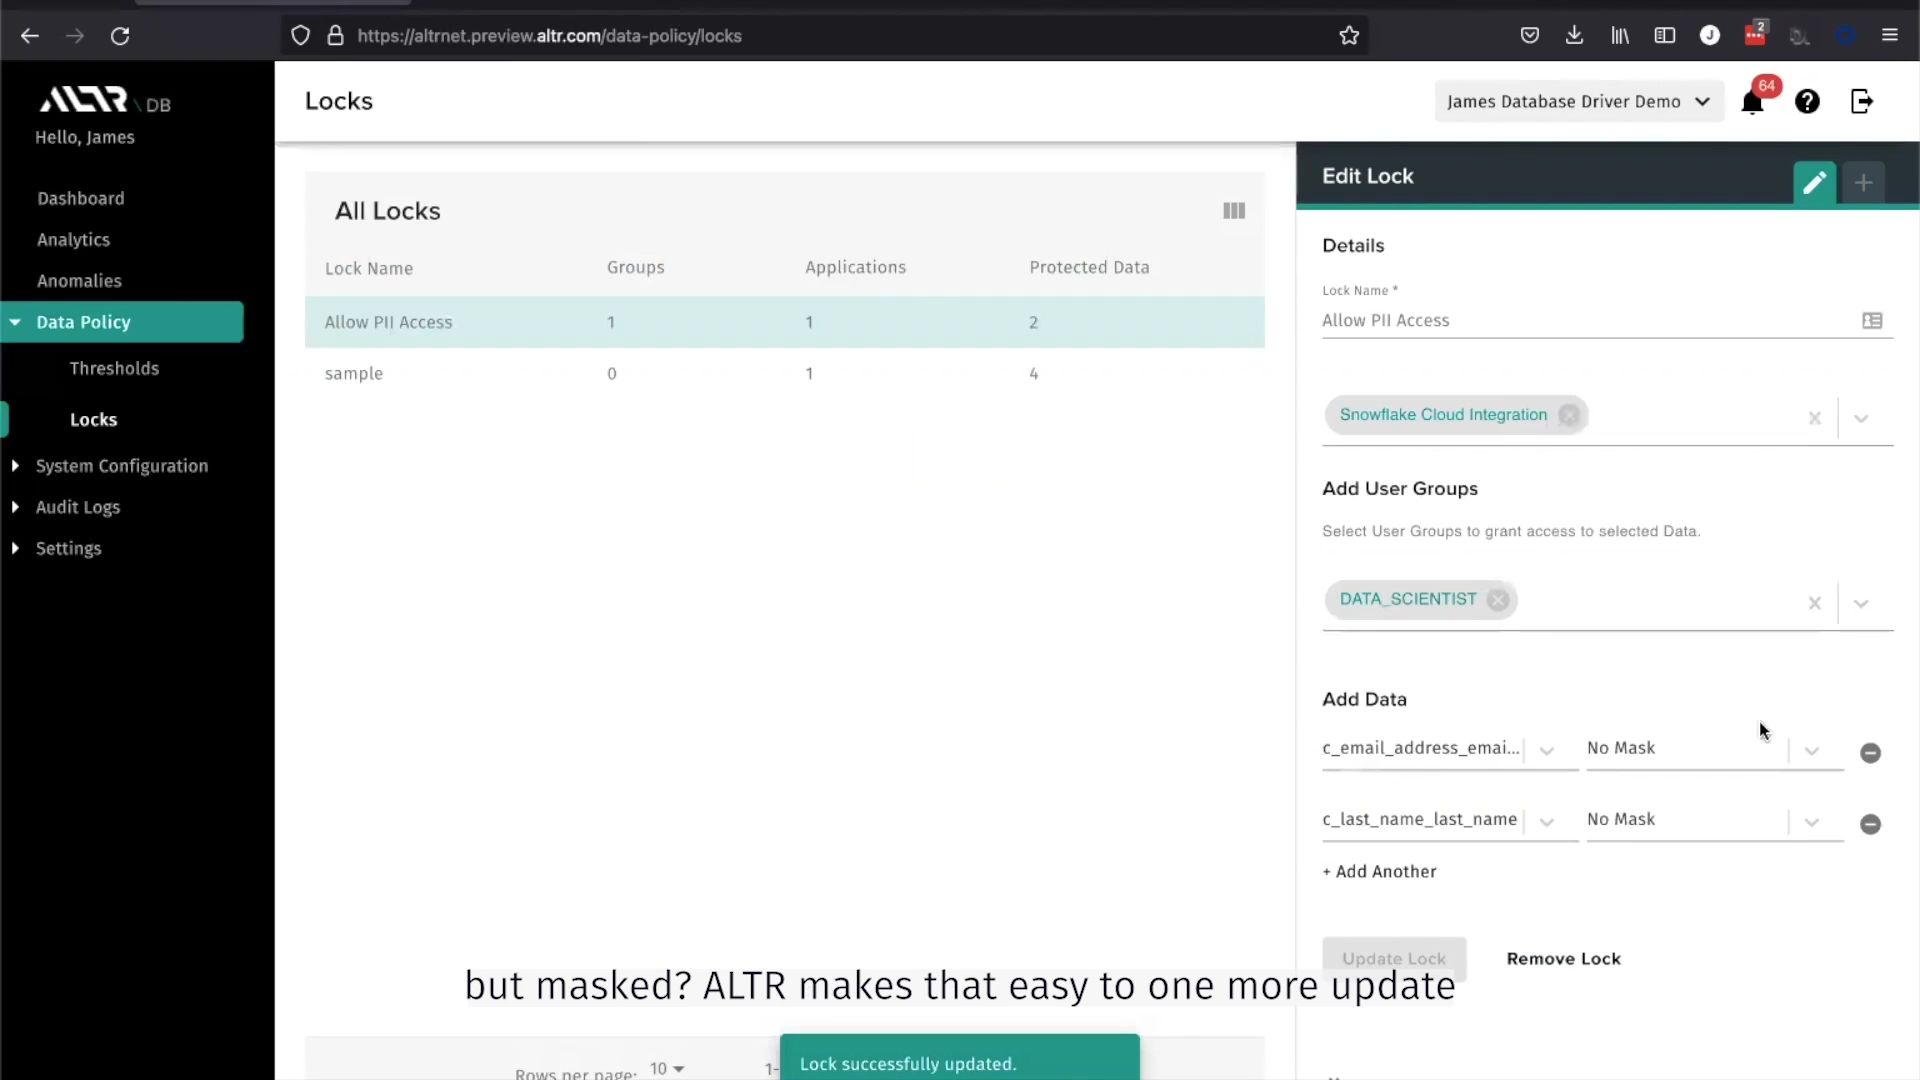 https://altrnet.preview.altr.com/data-policy/locks
2
ALTR \ DB
Hello, James
Dashboard
Analytics
Anomalies
Data Policy
Thresholds
Locks
System Configuration
Audit Logs
Settings
Locks
James Database Driver Demo
64
All Locks
Lock Name Groups Applications Protected Data
Allow PII Access 1 1 2
sample 0 1 4
Edit Lock
Details
Lock Name *
Allow PII Access
Snowflake Cloud Integration
Add User Groups
Select User Groups to grant access to selected Data.
DATA_SCIENTIST
Add Data
c_email_address_emai... No Mask
c_last_name_last_name No Mask
+ Add Another
Update Lock Remove Lock
but masked? ALTR makes that easy to one more update
Rows per page: 10 1-
Lock successfully updated.